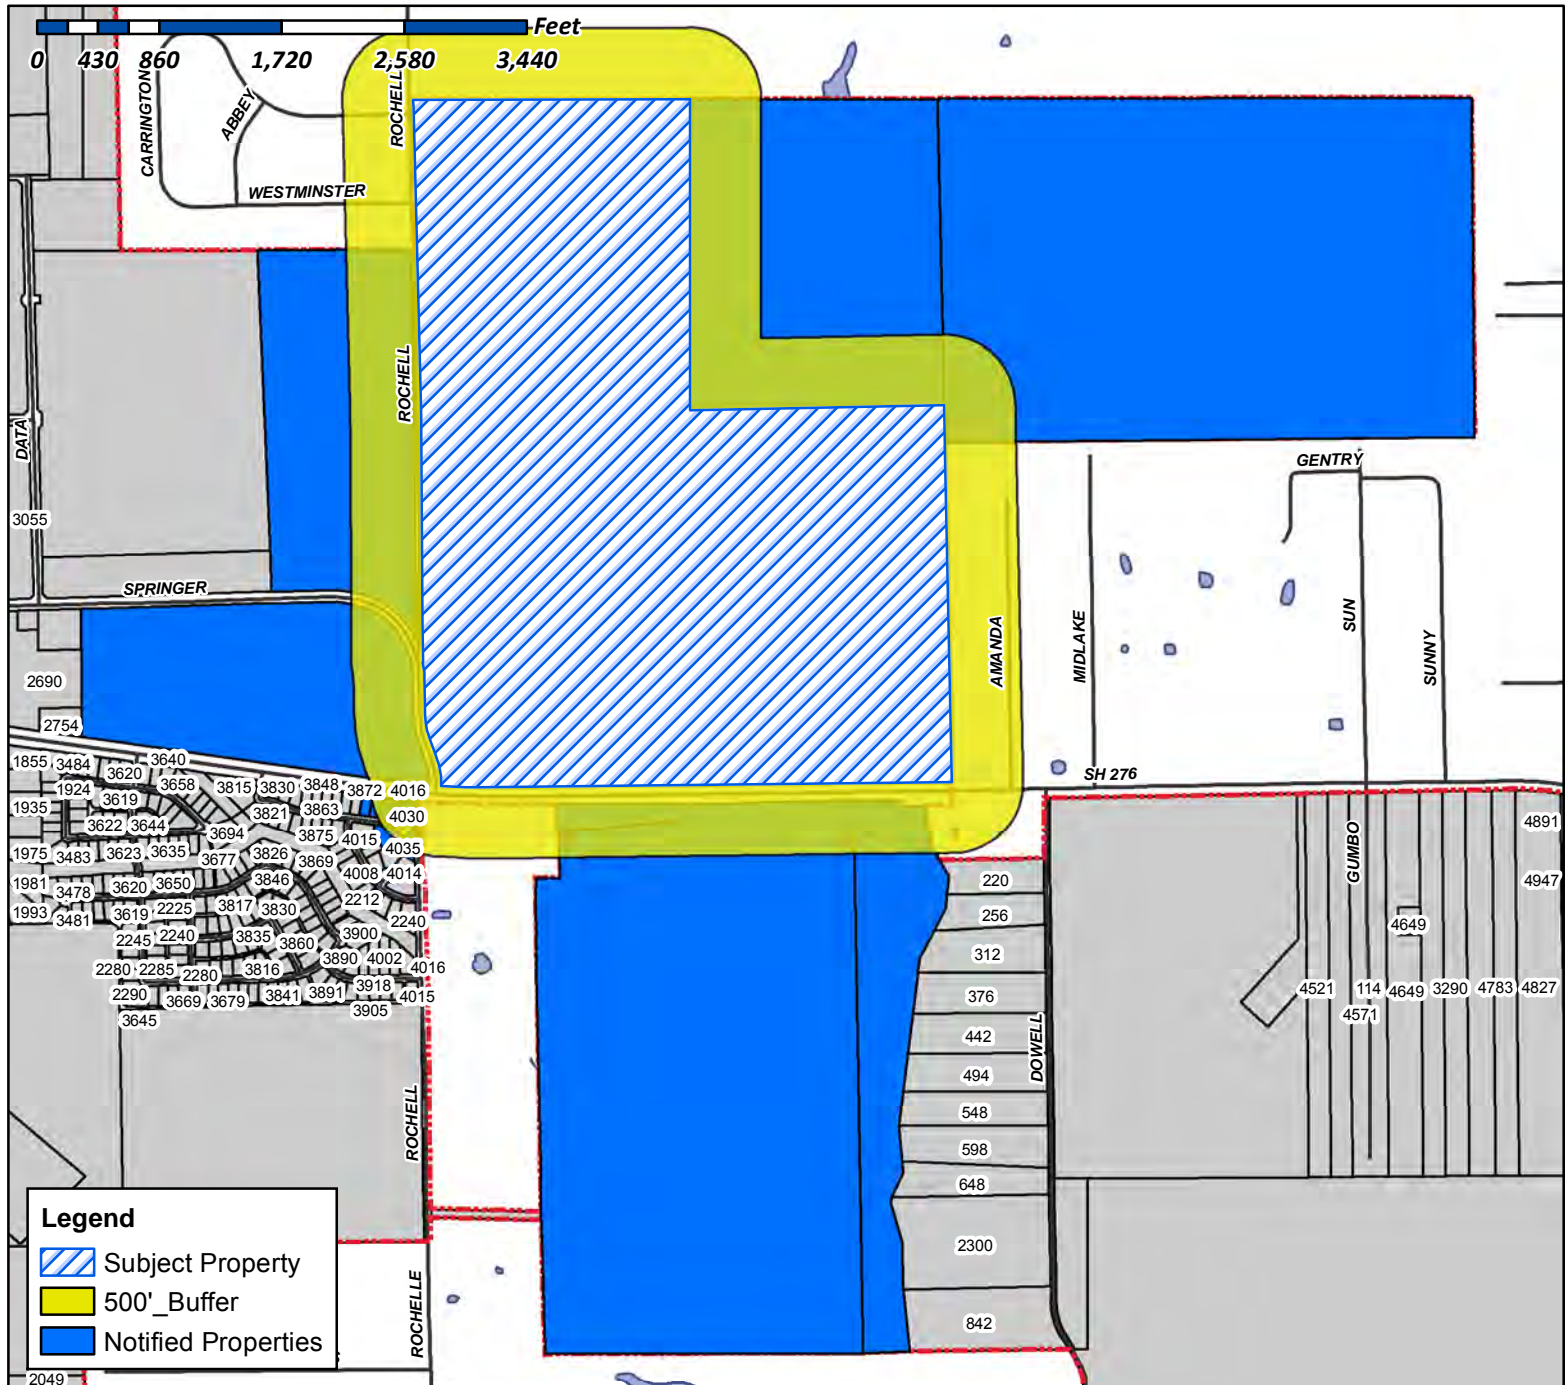 Feet
0 430 860 1,720 2,580 3,440
CARRINGTON
ABBEY
ROCHELL
WESTMINSTER
ROCHELL
DATA
3055
GENTRY
SPRINGER
AMANDA
MIDLAKE
SUN
SUNNY
2690
2754
SH 276
1855 3484 3620 3640 3658 3815 3830 3848 3872 4016
1924 3619 3821 3863 4030
1935 3622 3644 3694 3875 4015 4035
1975 3483 3623 3635 3677 3826 3869 4008 4014
1981 3478 3620 3650 3846 2212
1993 3481 3619 2225 3817 3830 2240
2245 2240 3835 3860 3900
2280 2285 2280 3816 3890 4002 4016
2290 3669 3679 3841 3891 3918 4015
3645 3905
220
256
312
376
442
494
548
598
648
2300
842
DOWELL
GUMBO
4891
4947
4649
4521 114 4649 3290 4783 4827
4571
ROCHELL
ROCHELLE
Legend
Subject Property
500'_Buffer
Notified Properties
2049